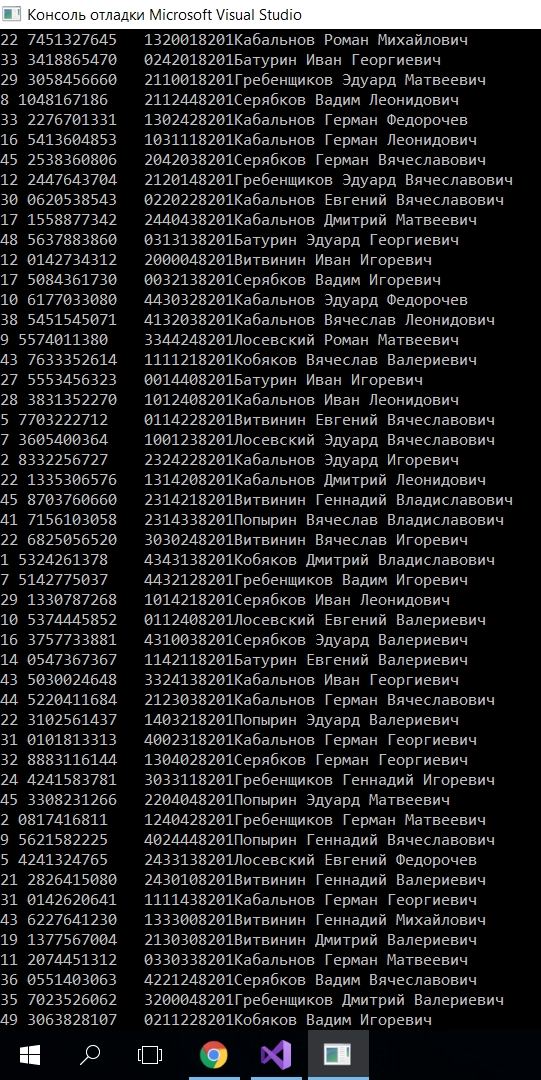 Консоль отладки Microsoft Visual Studio
22 7451327645   1320018201Кабальнов Роман Михайлович
33 3418865470   0242018201Батурин Иван Георгиевич
29 3058456660   2110018201Гребенщиков Эдуард Матвеевич
8 1048167186    2112448201Серябков Вадим Леонидович
33 2276701331   1302428201Кабальнов Герман Федорочев
16 5413604853   1031118201Кабальнов Герман Леонидович
45 2538360806   2042038201Серябков Герман Вячеславович
12 2447643704   2120148201Гребенщиков Эдуард Вячеславович
30 0620538543   0220228201Кабальнов Евгений Вячеславович
17 1558877342   2440438201Кабальнов Дмитрий Матвеевич
48 5637883860   0313138201Батурин Эдуард Георгиевич
12 0142734312   2000048201Витвинин Иван Игоревич
17 5084361730   0032138201Серябков Вадим Игоревич
10 6177033080   4430328201Кабальнов Эдуард Федорочев
38 5451545071   4132038201Кабальнов Вячеслав Леонидович
9 5574011380    3344248201Лосевский Роман Матвеевич
43 7633352614   1111218201Кобяков Вячеслав Валериевич
27 5553456323   0014408201Батурин Иван Игоревич
28 3831352270   1012408201Кабальнов Иван Леонидович
5 7703222712    0114228201Витвинин Евгений Вячеславович
7 3605400364    1001238201Лосевский Эдуард Вячеславович
2 8332256727    2324228201Кабальнов Эдуард Игоревич
22 1335306576   1314208201Кабальнов Дмитрий Леонидович
45 8703760660   2314218201Витвинин Геннадий Владиславович
41 7156103058   2314338201Попырин Вячеслав Владиславович
22 6825056520   3030248201Витвинин Вячеслав Игоревич
1 5324261378    4343138201Кобяков Дмитрий Владиславович
7 5142775037    4432128201Гребенщиков Вадим Игоревич
29 1330787268   1014218201Серябков Иван Леонидович
10 5374445852   0112408201Лосевский Евгений Валериевич
16 3757733881   4310038201Серябков Эдуард Валериевич
14 0547367367   1142118201Батурин Евгений Валериевич
43 5030024648   3324138201Кабальнов Иван Георгиевич
44 5220411684   2123038201Кабальнов Герман Вячеславович
22 3102561437   1403218201Попырин Эдуард Валериевич
31 0101813313   4002318201Кабальнов Герман Георгиевич
32 8883116144   1304028201Серябков Герман Георгиевич
24 4241583781   3033118201Гребенщиков Геннадий Игоревич
45 3308231266   2204048201Попырин Эдуард Матвеевич
2 0817416811    1240428201Гребенщиков Герман Матвеевич
9 5621582225    4024448201Попырин Геннадий Вячеславович
5 4241324765    2433138201Лосевский Евгений Федорочев
21 2826415080   2430108201Витвинин Геннадий Валериевич
31 0142620641   1111438201Кабальнов Герман Георгиевич
43 6227641230   1333008201Витвинин Геннадий Михайлович
19 1377567004   2130308201Витвинин Дмитрий Валериевич
11 2074451312   0330338201Кабальнов Герман Матвеевич
36 0551403063   4221248201Серябков Вадим Вячеславович
35 7023526062   3200048201Гребенщиков Дмитрий Валериевич
49 3063828107   0211228201Кобяков Вадим Игоревич